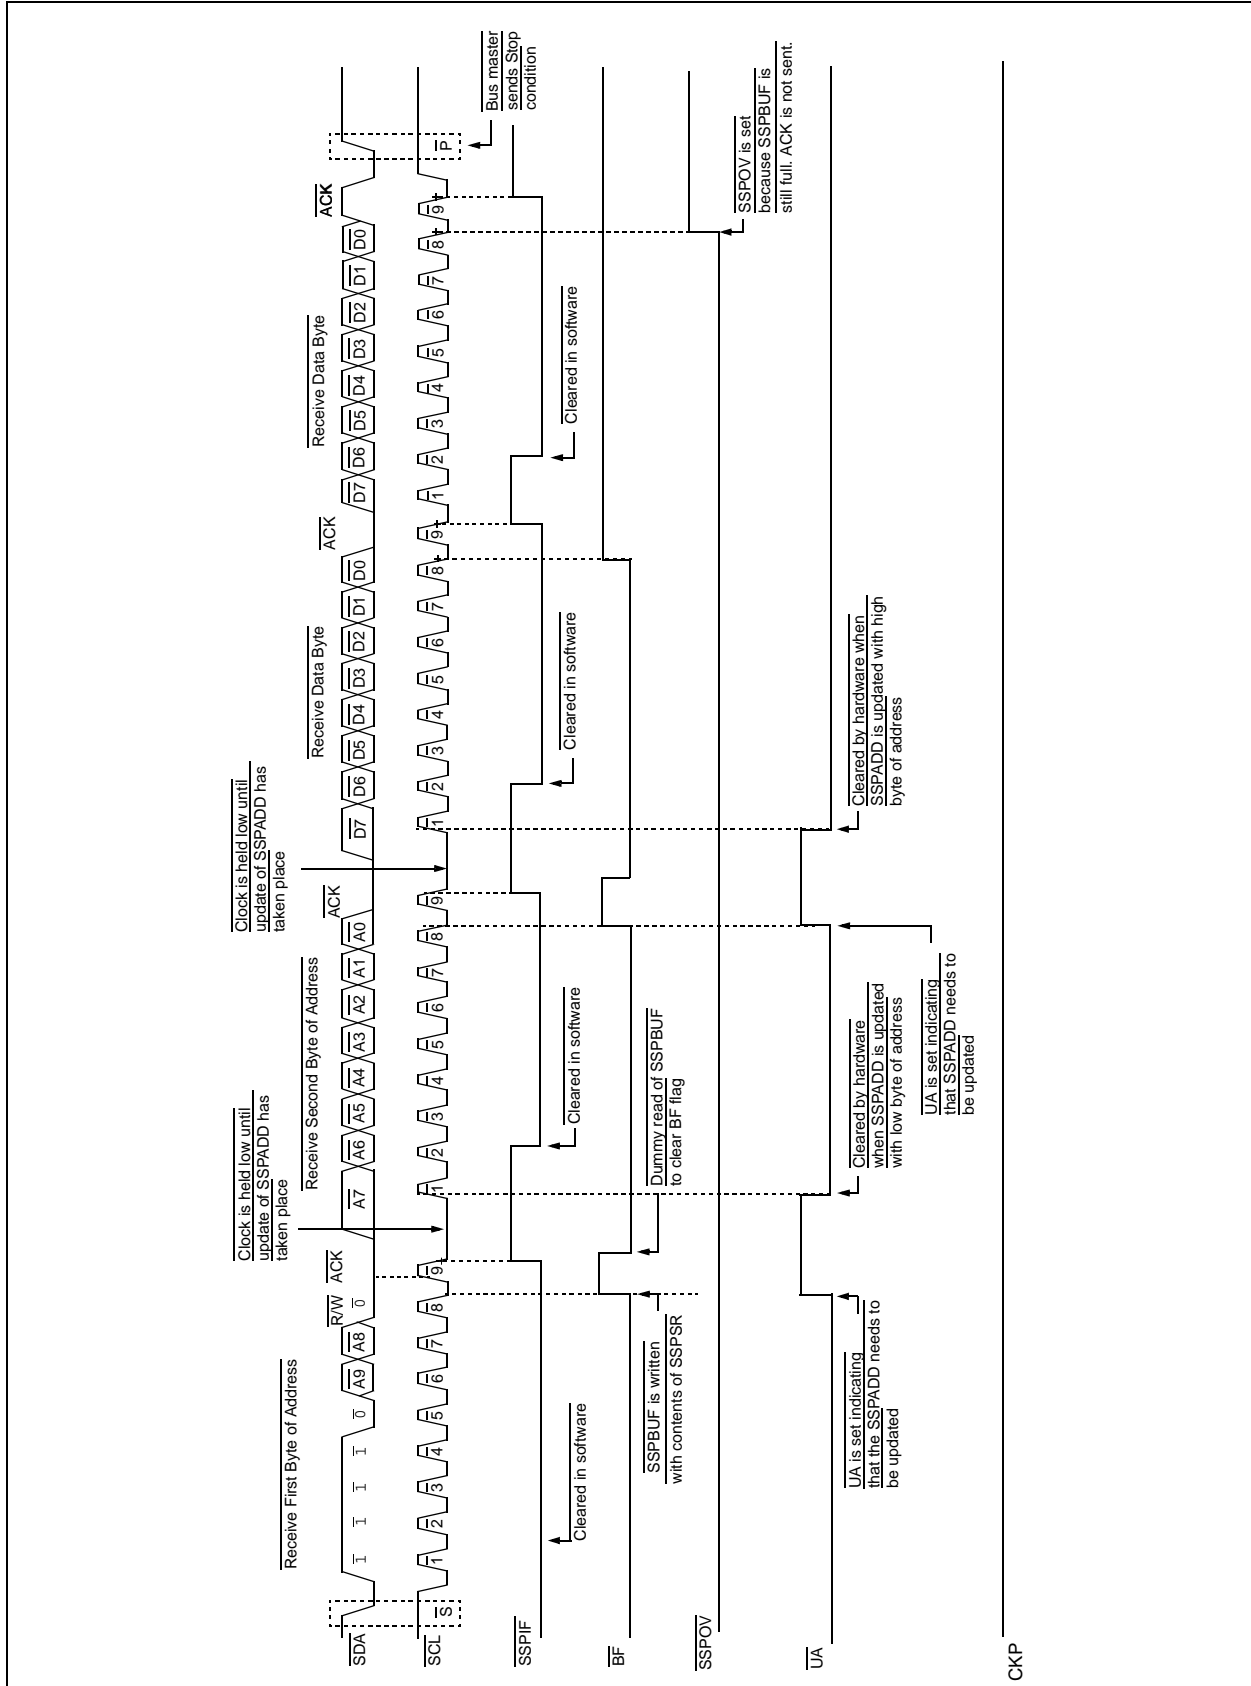 Receive First Byte of Address
Receive Second Byte of Address
Receive Data Byte
Receive Data Byte
Clock is held low until
update of SSPADD has
taken place
Clock is held low until
update of SSPADD has
taken place
SDA
1 1 1 1 0 A9 A8 R/W 0 ACK
A7 A6 A5 A4 A3 A2 A1 A0 ACK
D7 D6 D5 D4 D3 D2 D1 D0 ACK
D7 D6 D5 D4 D3 D2 D1 D0 ACK
SCL
S
1 2 3 4 5 6 7 8 9
1 2 3 4 5 6 7 8 9
1 2 3 4 5 6 7 8 9
1 2 3 4 5 6 7 8 9
P
Bus master
sends Stop
condition
SSPIF
Cleared in software
Cleared in software
Cleared in software
Cleared in software
BF
SSPBUF is written
with contents of SSPSR
Dummy read of SSPBUF
to clear BF flag
SSPOV
SSPOV is set
because SSPBUF is
still full. ACK is not sent.
UA
UA is set indicating
that the SSPADD needs to
be updated
Cleared by hardware
when SSPADD is updated
with low byte of address
UA is set indicating
that SSPADD needs to
be updated
Cleared by hardware when
SSPADD is updated with high
byte of address
CKP